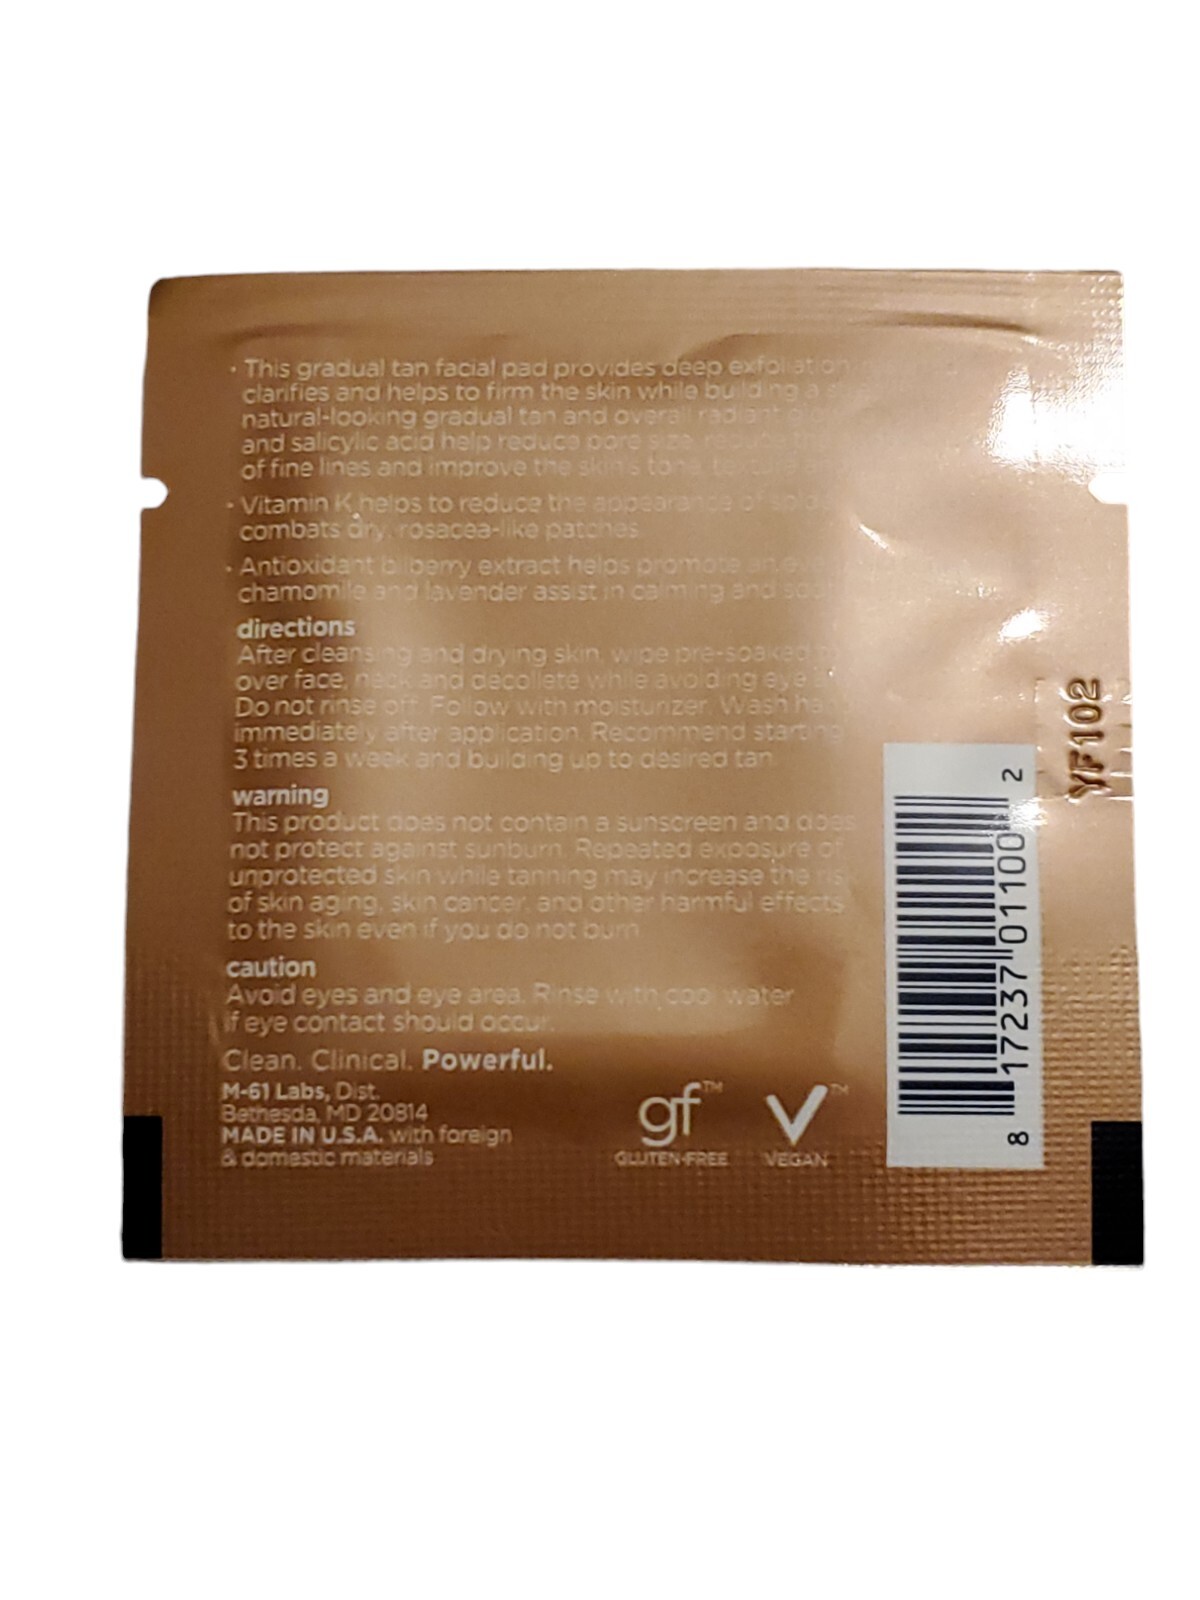 • This gradual tan facial pad provides deep exfoliation
clarifies and helps to firm the skin while building a
natural-looking gradual tan and overall radiant
and salicylic acid help reduce pore size,
of fine lines and improve the skin's tone,
• Vitamin K helps to reduce the appearance of
combats dry, rosacea-like patches.
• Antioxidant bilberry extract helps promote an
chamomile and lavender assist in calming and
directions
After cleansing and drying skin, wipe pre-soaked
over face, neck and décolleté while avoiding eye
Do not rinse off. Follow with moisturizer. Wash
immediately after application. Recommend starting
3 times a week and building up to desired tan.
warning
This product does not contain a sunscreen and does
not protect against sunburn. Repeated exposure of
unprotected skin while tanning may increase the risk
of skin aging, skin cancer, and other harmful effects
to the skin even if you do not burn.
caution
Avoid eyes and eye area. Rinse with cool water
if eye contact should occur.
Clean. Clinical. Powerful.
M-61 Labs, Dist.
Bethesda, MD 20814
MADE IN U.S.A. with foreign
& domestic materials
gf™
GLUTEN-FREE
V™
VEGAN
8 17237 01100 2
YF102